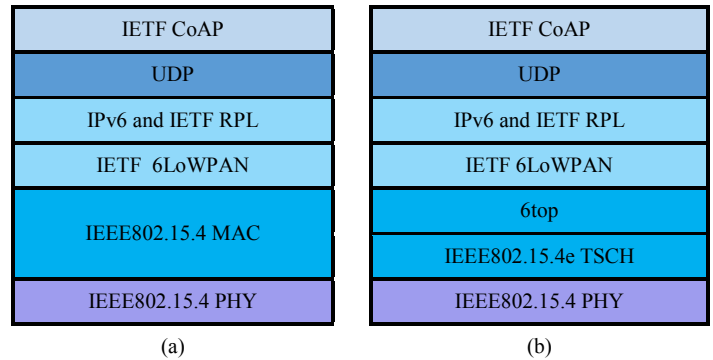 IETF CoAP
UDP
IPv6 and IETF RPL
IETF 6LoWPAN
IEEE802.15.4 MAC
IEEE802.15.4 PHY
(a)
IETF CoAP
UDP
IPv6 and IETF RPL
IETF 6LoWPAN
6top
IEEE802.15.4e TSCH
IEEE802.15.4 PHY
(b)